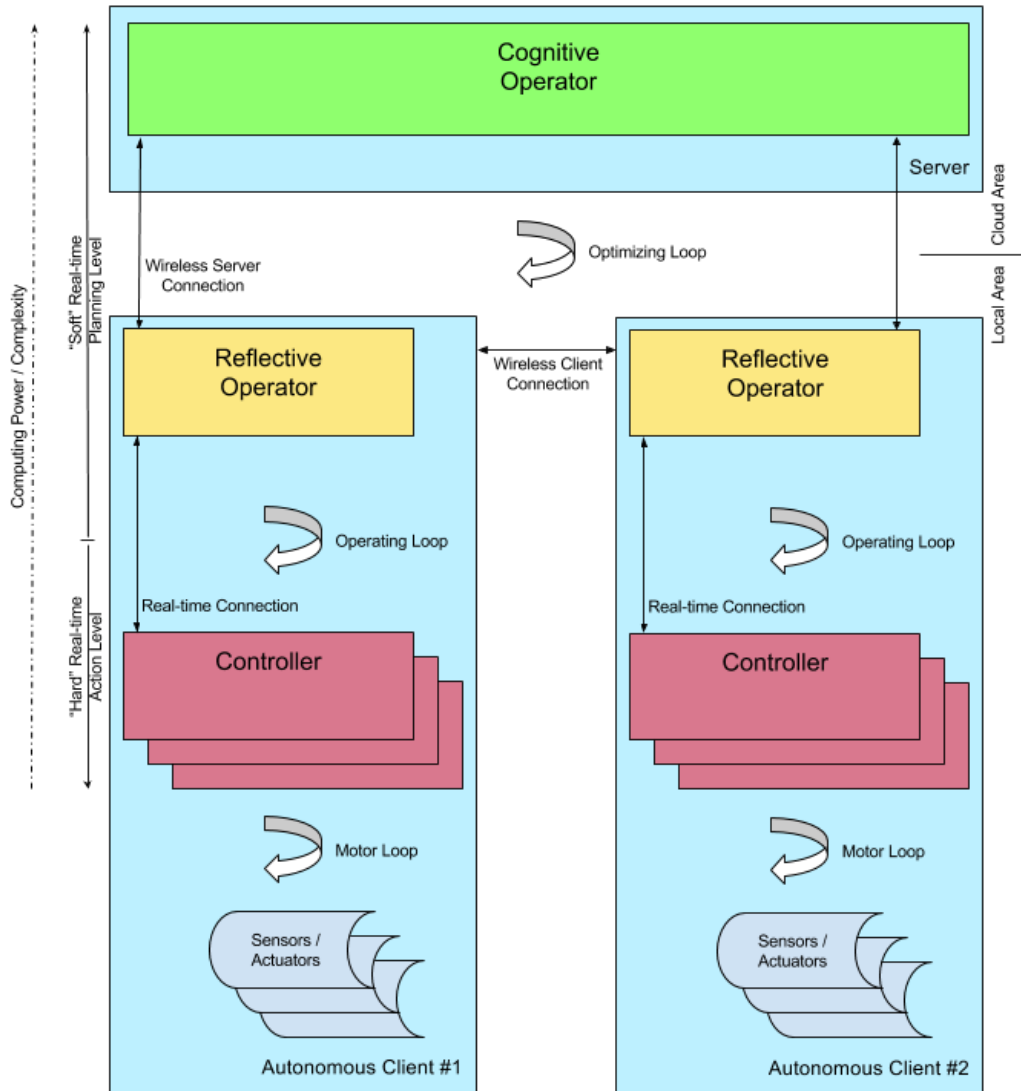 Cognitive
Operator
Server
Cloud Area
Local Area
Optimizing Loop
Wireless Server
Connection
"Soft" Real-time
Planning Level
Computing Power / Complexity
Reflective
Operator
Wireless Client
Connection
Reflective
Operator
Operating Loop
Operating Loop
Real-time Connection
Real-time Connection
"Hard" Real-time
Action Level
Controller
Controller
Motor Loop
Motor Loop
Sensors /
Actuators
Sensors /
Actuators
Autonomous Client #1
Autonomous Client #2